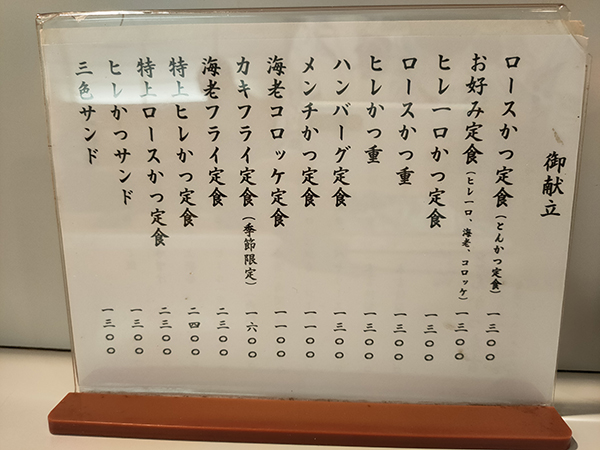 御献立
ロースかつ定食(とんかつ定食) 一三〇〇
お好み定食(ヒレ一口、海老、コロッケ) 一三〇〇
ヒレ一口かつ定食 一三〇〇
ロースかつ重 一三〇〇
ヒレかつ重 一三〇〇
ハンバーグ定食 一三〇〇
メンチかつ定食 一一〇〇
海老コロッケ定食 一一〇〇
カキフライ定食(季節限定) 一六〇〇
海老フライ定食 二三〇〇
特上ヒレかつ定食 二四〇〇
特上ロースかつ定食 二三〇〇
ヒレかつサンド 一三〇〇
三色サンド 一三〇〇